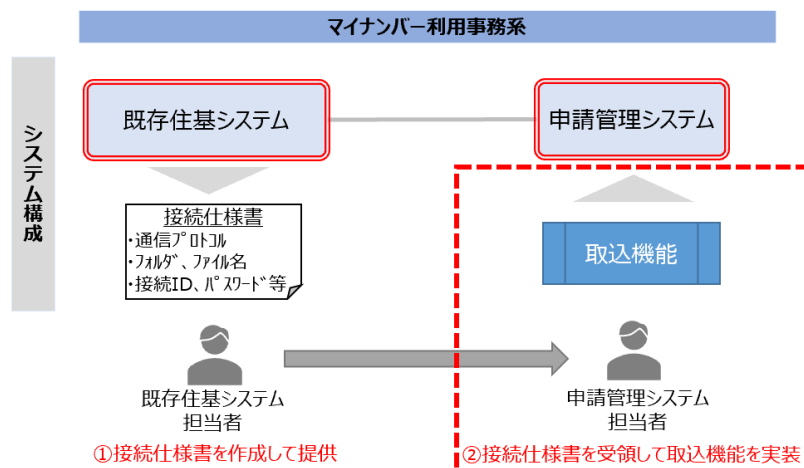 マイナンバー利用事務系
システム構成
既存住基システム
申請管理システム
接続仕様書
・通信ﾌﾟﾛﾄｺﾙ
・ﾌｫﾙﾀﾞ、ﾌｧｲﾙ名
・接続ID、ﾊﾟｽﾜｰﾄﾞ等
取込機能
既存住基システム
担当者
申請管理システム
担当者
①接続仕様書を作成して提供
②接続仕様書を受領して取込機能を実装